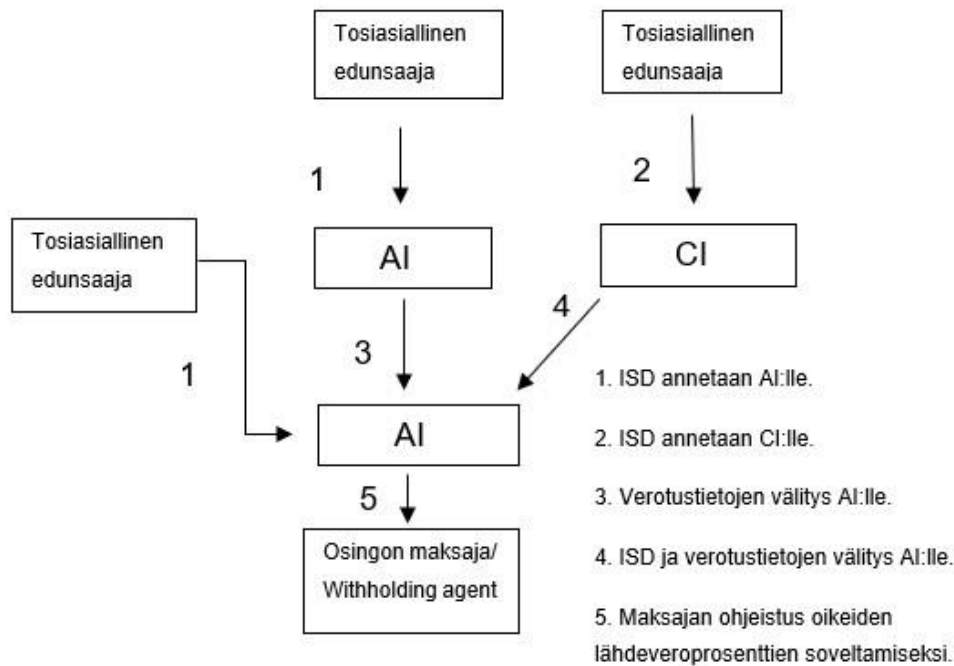 Tosiasiallinen
edunsaaja
Tosiasiallinen
edunsaaja
1
2
Tosiasiallinen
edunsaaja
AI
CI
1
3
4
AI
5
Osingon maksaja/
Withholding agent
1. ISD annetaan AI:lle.
2. ISD annetaan CI:lle.
3. Verotustietojen välitys AI:lle.
4. ISD ja verotustietojen välitys AI:lle.
5. Maksajan ohjeistus oikeiden
lähdeveroprosenttien soveltamiseksi.